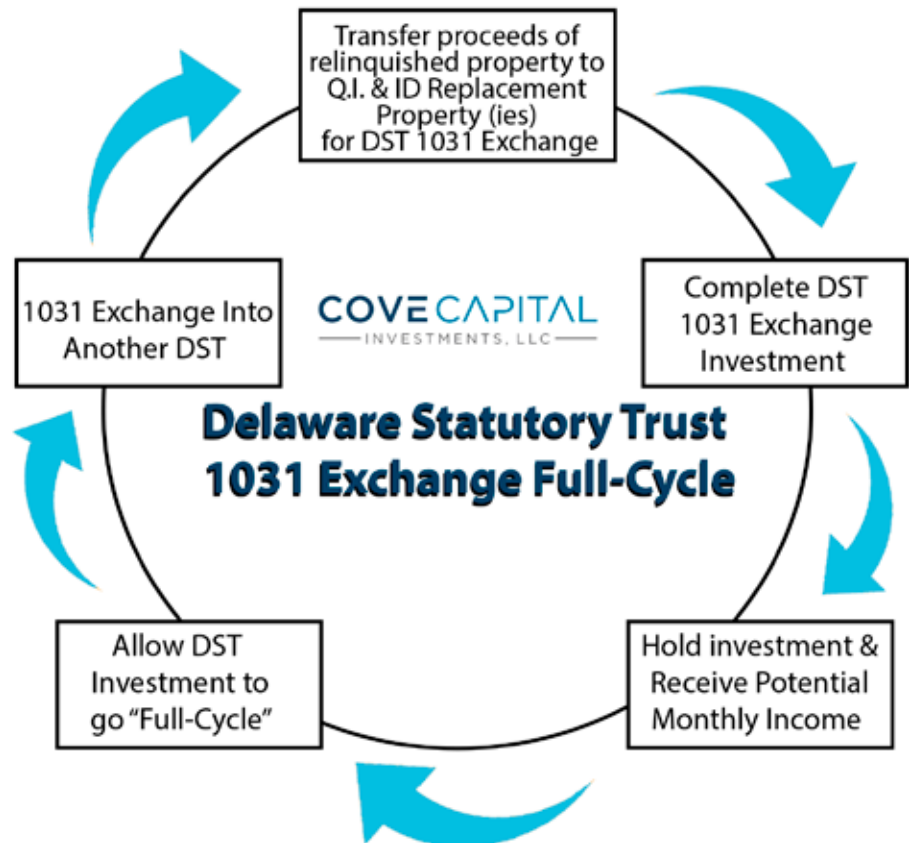 Transfer proceeds of
relinquished property to
Q.I. & ID Replacement
Property (ies)
for DST 1031 Exchange
1031 Exchange Into
Another DST
COVE CAPITAL
INVESTMENTS, LLC
Complete DST
1031 Exchange
Investment
Delaware Statutory Trust
1031 Exchange Full-Cycle
Allow DST
Investment to
go “Full-Cycle”
Hold investment &
Receive Potential
Monthly Income